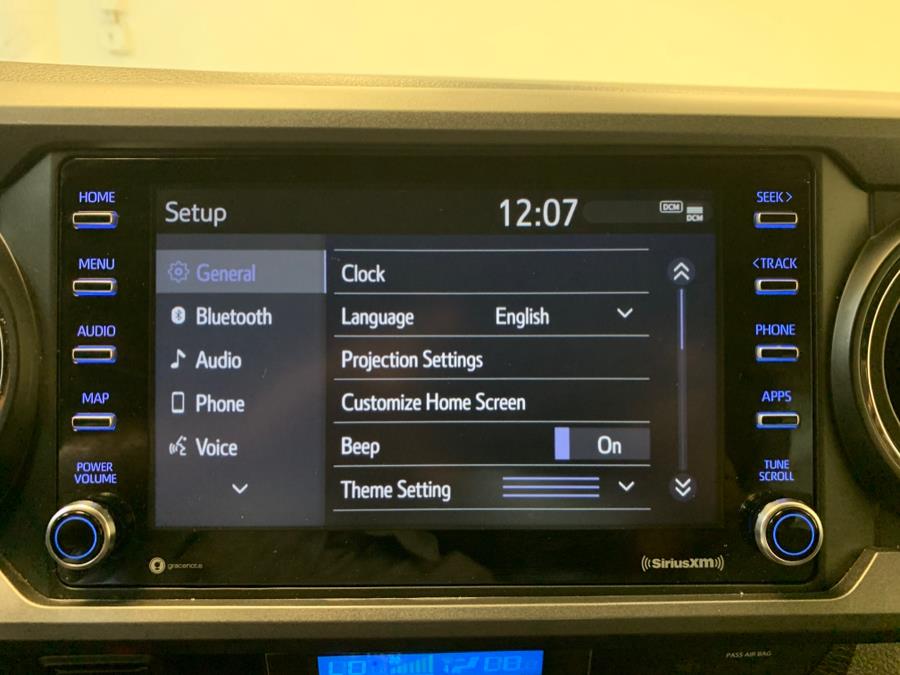 HOME
MENU
AUDIO
MAP
POWER
VOLUME
Setup
12:07
DCM
DCM
General
Bluetooth
Audio
Phone
Voice
Clock
Language English
Projection Settings
Customize Home Screen
Beep On
Theme Setting
SEEK>
<TRACK
PHONE
APPS
TUNE
SCROLL
gracenote
((SiriusXM))
PASS AIR BAG